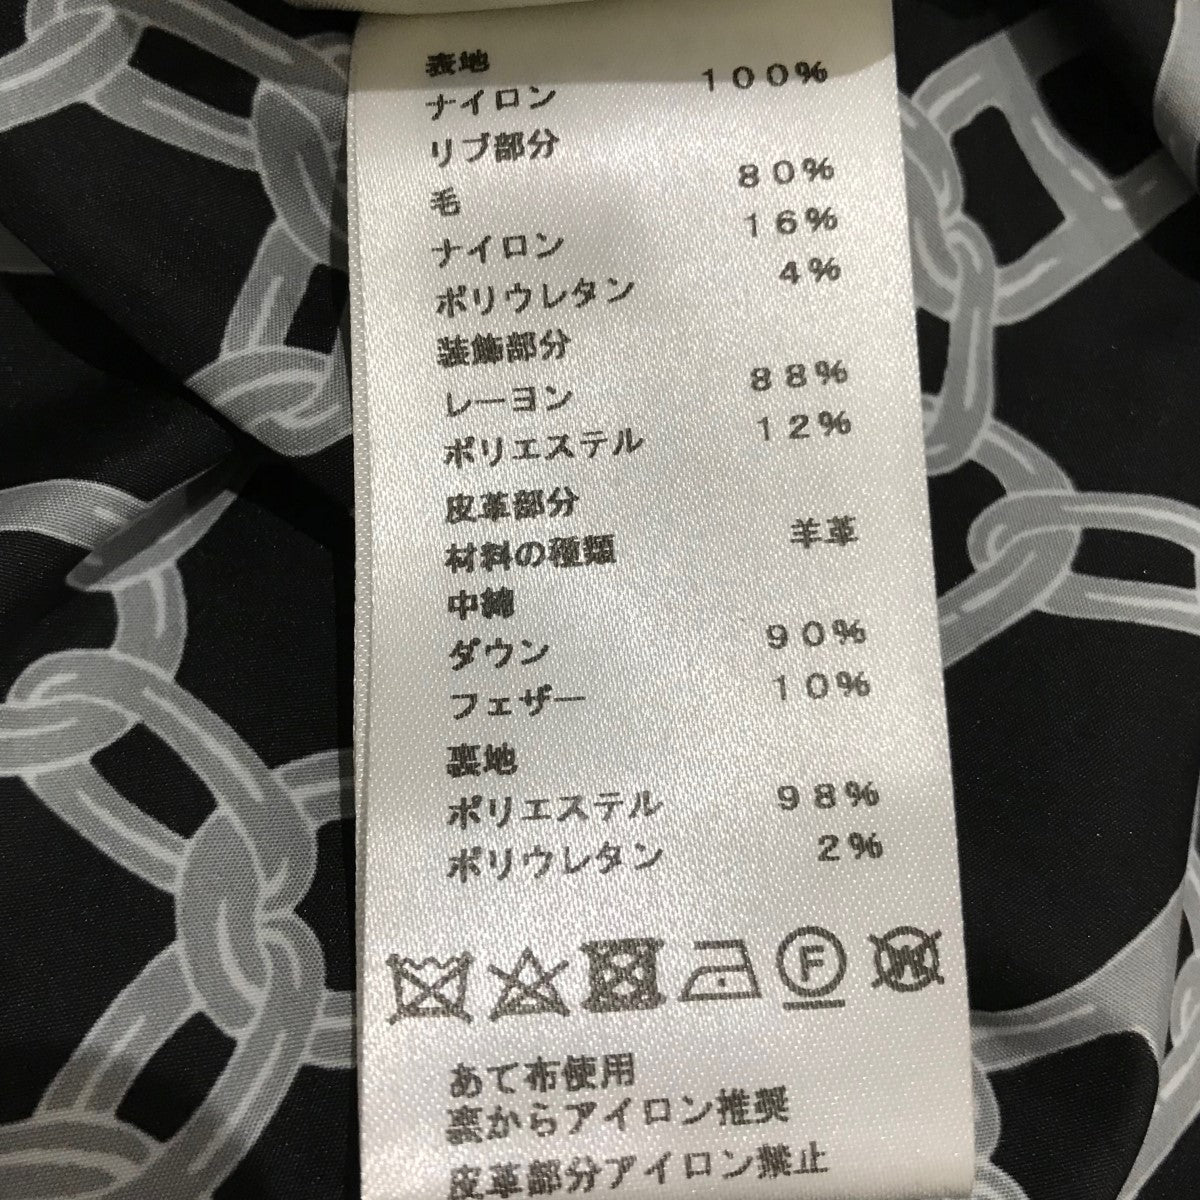 表地
ナイロン 100%
リブ部分
毛 80%
ナイロン 16%
ポリウレタン 4%
装飾部分
レーヨン 88%
ポリエステル 12%
皮革部分
材料の種類 羊革
中綿
ダウン 90%
フェザー 10%
裏地
ポリエステル 98%
ポリウレタン 2%
F W
あて布使用
裏からアイロン推奨
皮革部分アイロン禁止